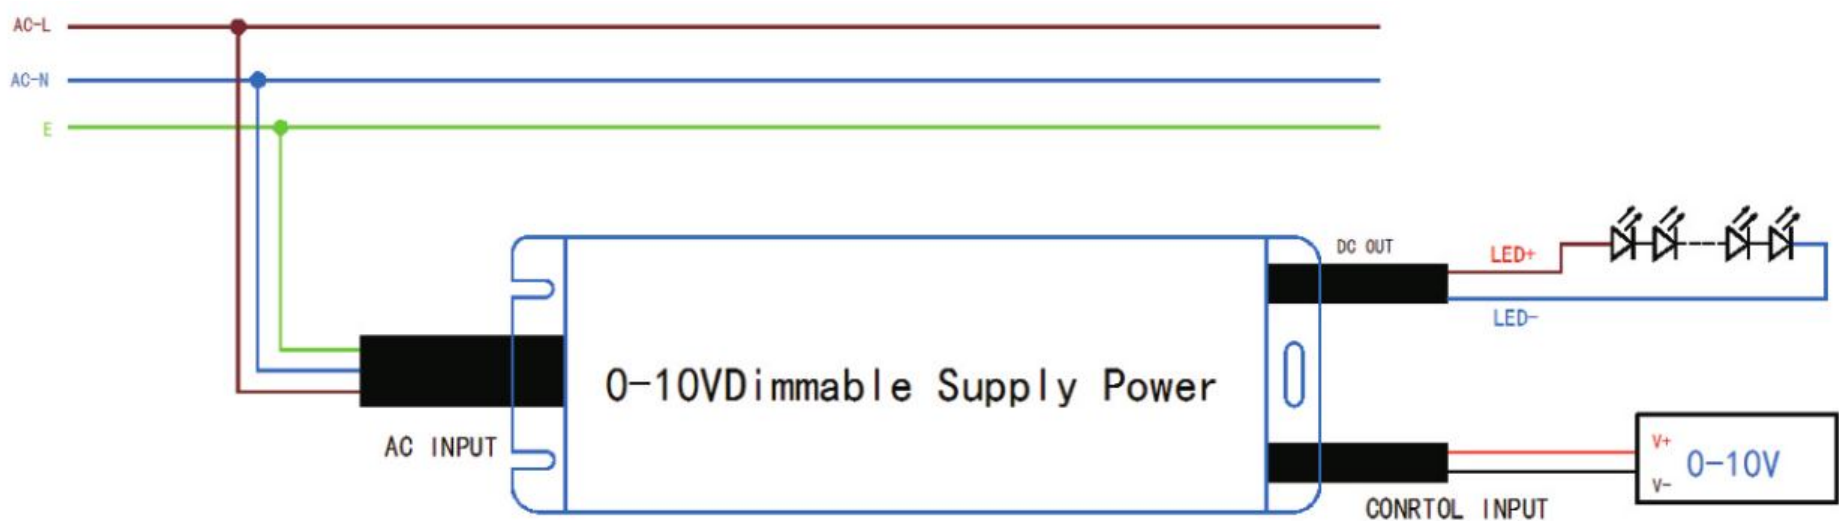 AC-L
AC-N
E
DC OUT
LED+
LED-
0-10VDimmable Supply Power
AC INPUT
V+
0-10V
V-
CONRTOL INPUT